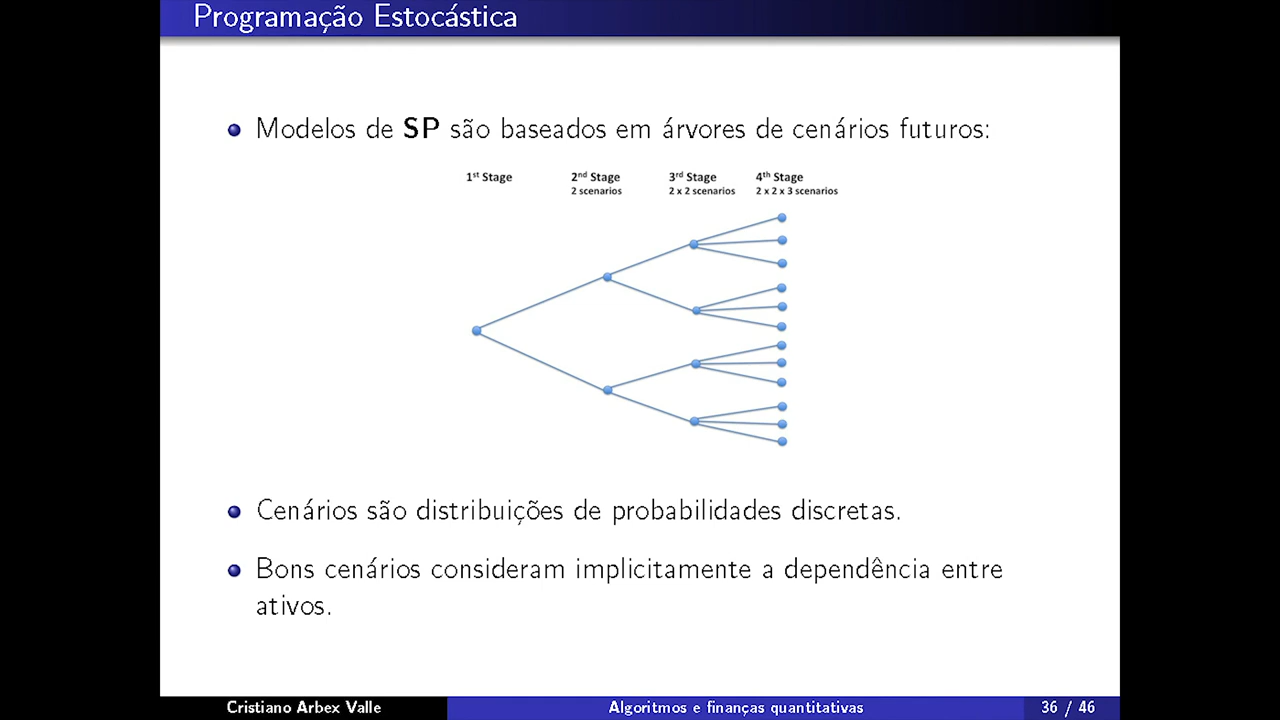 Programação Estocástica
Modelos de SP são baseados em árvores de cenários futuros:
1st Stage
2nd Stage
2 scenarios
3rd Stage
2 x 2 scenarios
4th Stage
2 x 2 x 3 scenarios
Cenários são distribuições de probabilidades discretas.
Bons cenários consideram implicitamente a dependência entre
ativos.
Cristiano Arbex Valle
Algoritmos e finanças quantitativas
36 / 46